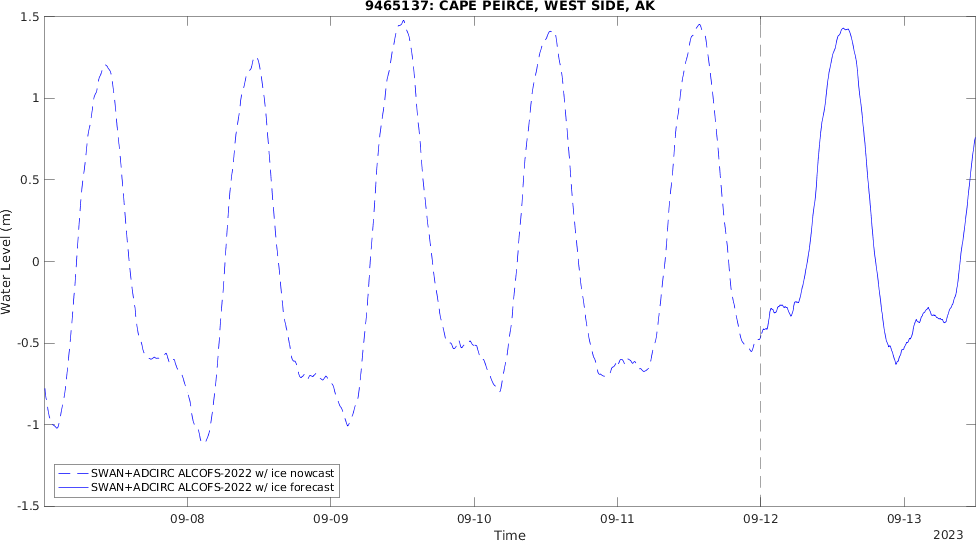 9465137: CAPE PEIRCE, WEST SIDE, AK
1.5
1
0.5
0
-0.5
-1
-1.5
Water Level (m)
SWAN+ADCIRC ALCOFS-2022 w/ ice nowcast
SWAN+ADCIRC ALCOFS-2022 w/ ice forecast
09-08
09-09
09-10
09-11
09-12
09-13
Time
2023